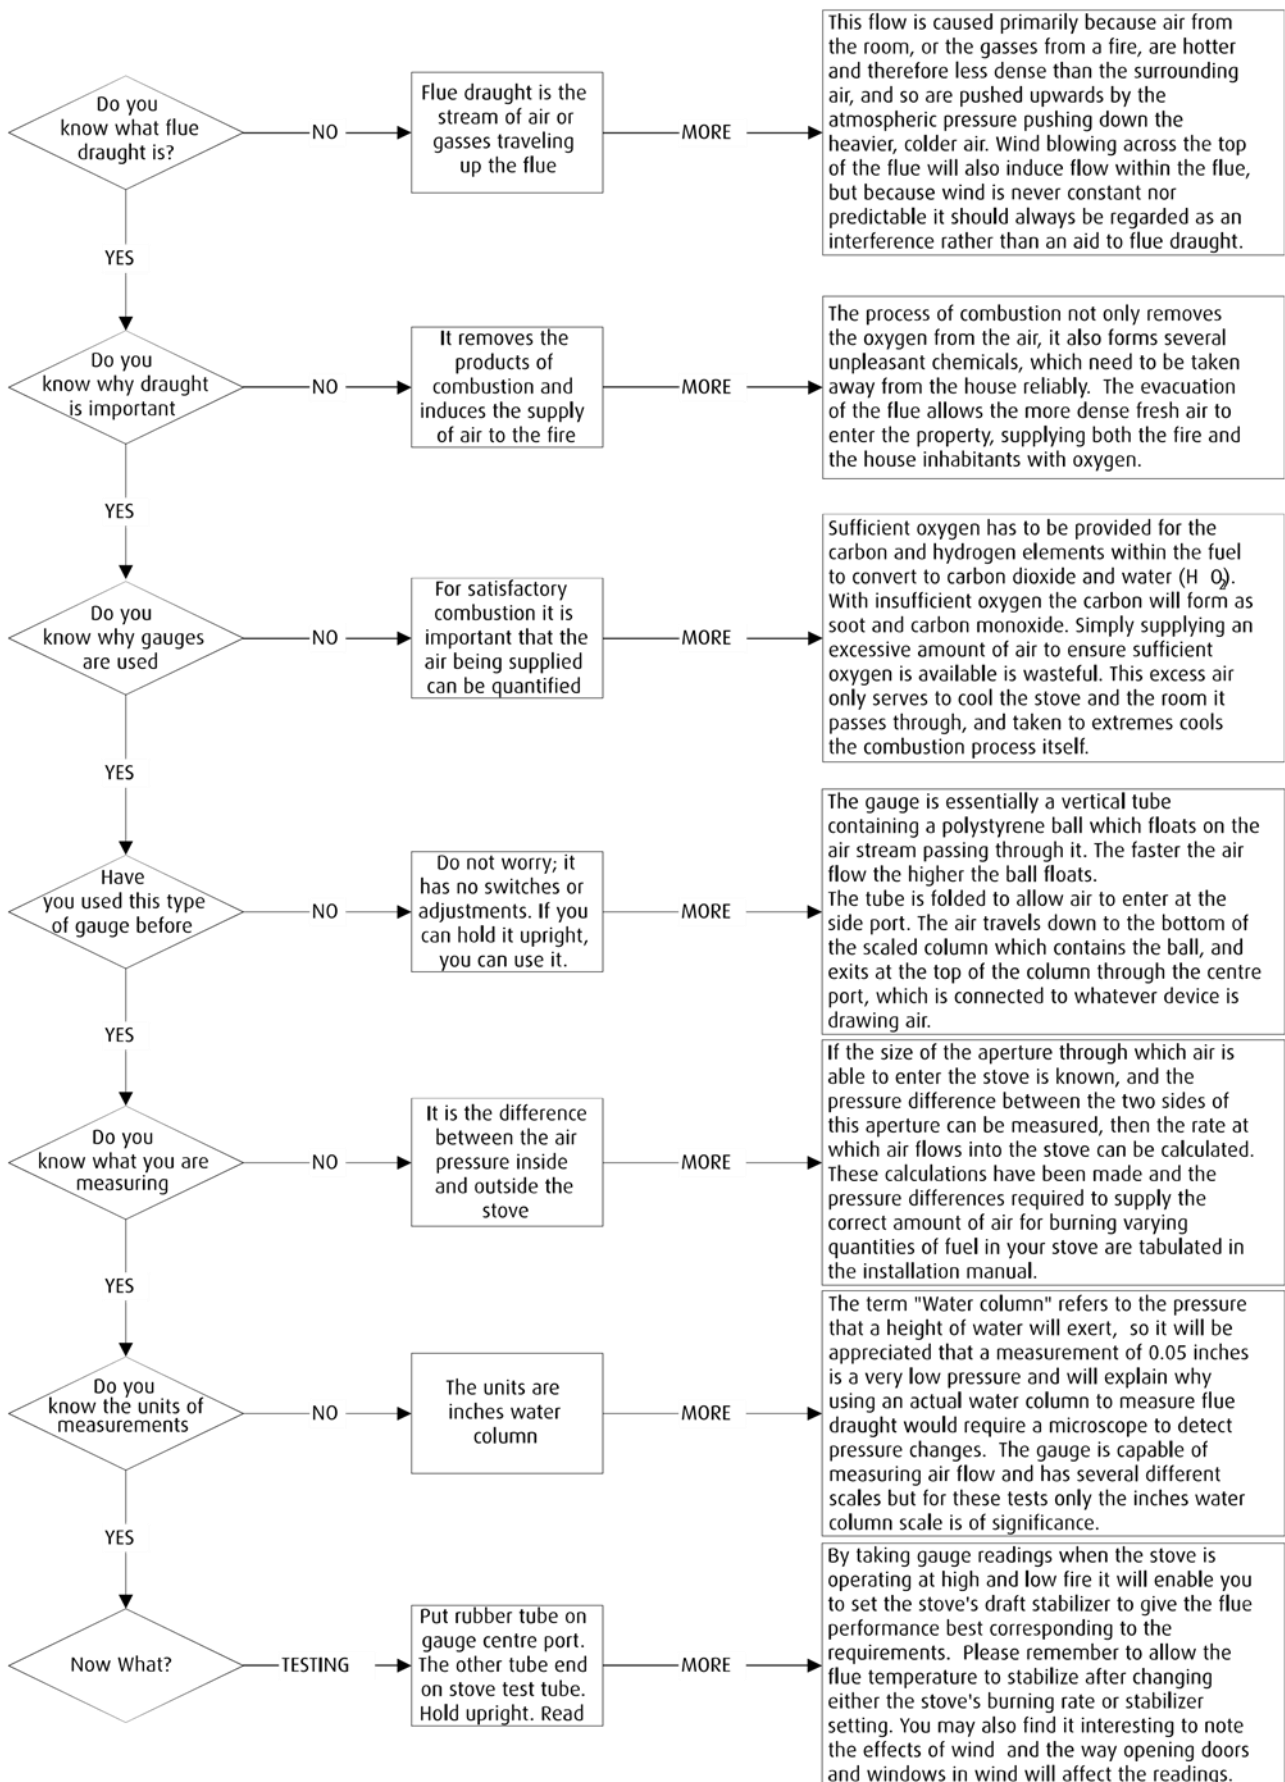 Do you
know what flue
draught is?
NO
Flue draught is the
stream of air or
gasses traveling
up the flue
MORE
This flow is caused primarily because air from
the room, or the gasses from a fire, are hotter
and therefore less dense than the surrounding
air, and so are pushed upwards by the
atmospheric pressure pushing down the
heavier, colder air. Wind blowing across the top
of the flue will also induce flow within the flue,
but because wind is never constant nor
predictable it should always be regarded as an
interference rather than an aid to flue draught.
YES
Do you
know why draught
is important
NO
It removes the
products of
combustion and
induces the supply
of air to the fire
MORE
The process of combustion not only removes
the oxygen from the air, it also forms several
unpleasant chemicals, which need to be taken
away from the house reliably. The evacuation
of the flue allows the more dense fresh air to
enter the property, supplying both the fire and
the house inhabitants with oxygen.
YES
Do you
know why gauges
are used
NO
For satisfactory
combustion it is
important that the
air being supplied
can be quantified
MORE
Sufficient oxygen has to be provided for the
carbon and hydrogen elements within the fuel
to convert to carbon dioxide and water (H O₂).
With insufficient oxygen the carbon will form as
soot and carbon monoxide. Simply supplying an
excessive amount of air to ensure sufficient
oxygen is available is wasteful. This excess air
only serves to cool the stove and the room it
passes through, and taken to extremes cools
the combustion process itself.
YES
Have
you used this type
of gauge before
NO
Do not worry; it
has no switches or
adjustments. If you
can hold it upright,
you can use it.
MORE
The gauge is essentially a vertical tube
containing a polystyrene ball which floats on the
air stream passing through it. The faster the air
flow the higher the ball floats.
The tube is folded to allow air to enter at the
side port. The air travels down to the bottom of
the scaled column which contains the ball, and
exits at the top of the column through the centre
port, which is connected to whatever device is
drawing air.
YES
Do you
know what you are
measuring
NO
It is the difference
between the air
pressure inside
and outside the
stove
MORE
If the size of the aperture through which air is
able to enter the stove is known, and the
pressure difference between the two sides of
this aperture can be measured, then the rate at
which air flows into the stove can be calculated.
These calculations have been made and the
pressure differences required to supply the
correct amount of air for burning varying
quantities of fuel in your stove are tabulated in
the installation manual.
YES
Do you
know the units of
measurements
NO
The units are
inches water
column
MORE
The term "Water column" refers to the pressure
that a height of water will exert, so it will be
appreciated that a measurement of 0.05 inches
is a very low pressure and will explain why
using an actual water column to measure flue
draught would require a microscope to detect
pressure changes. The gauge is capable of
measuring air flow and has several different
scales but for these tests only the inches water
column scale is of significance.
YES
Now What?
TESTING
Put rubber tube on
gauge centre port.
The other tube end
on stove test tube.
Hold upright. Read
MORE
By taking gauge readings when the stove is
operating at high and low fire it will enable you
to set the stove's draft stabilizer to give the flue
performance best corresponding to the
requirements. Please remember to allow the
flue temperature to stabilize after changing
either the stove's burning rate or stabilizer
setting. You may also find it interesting to note
the effects of wind and the way opening doors
and windows in wind will affect the readings.